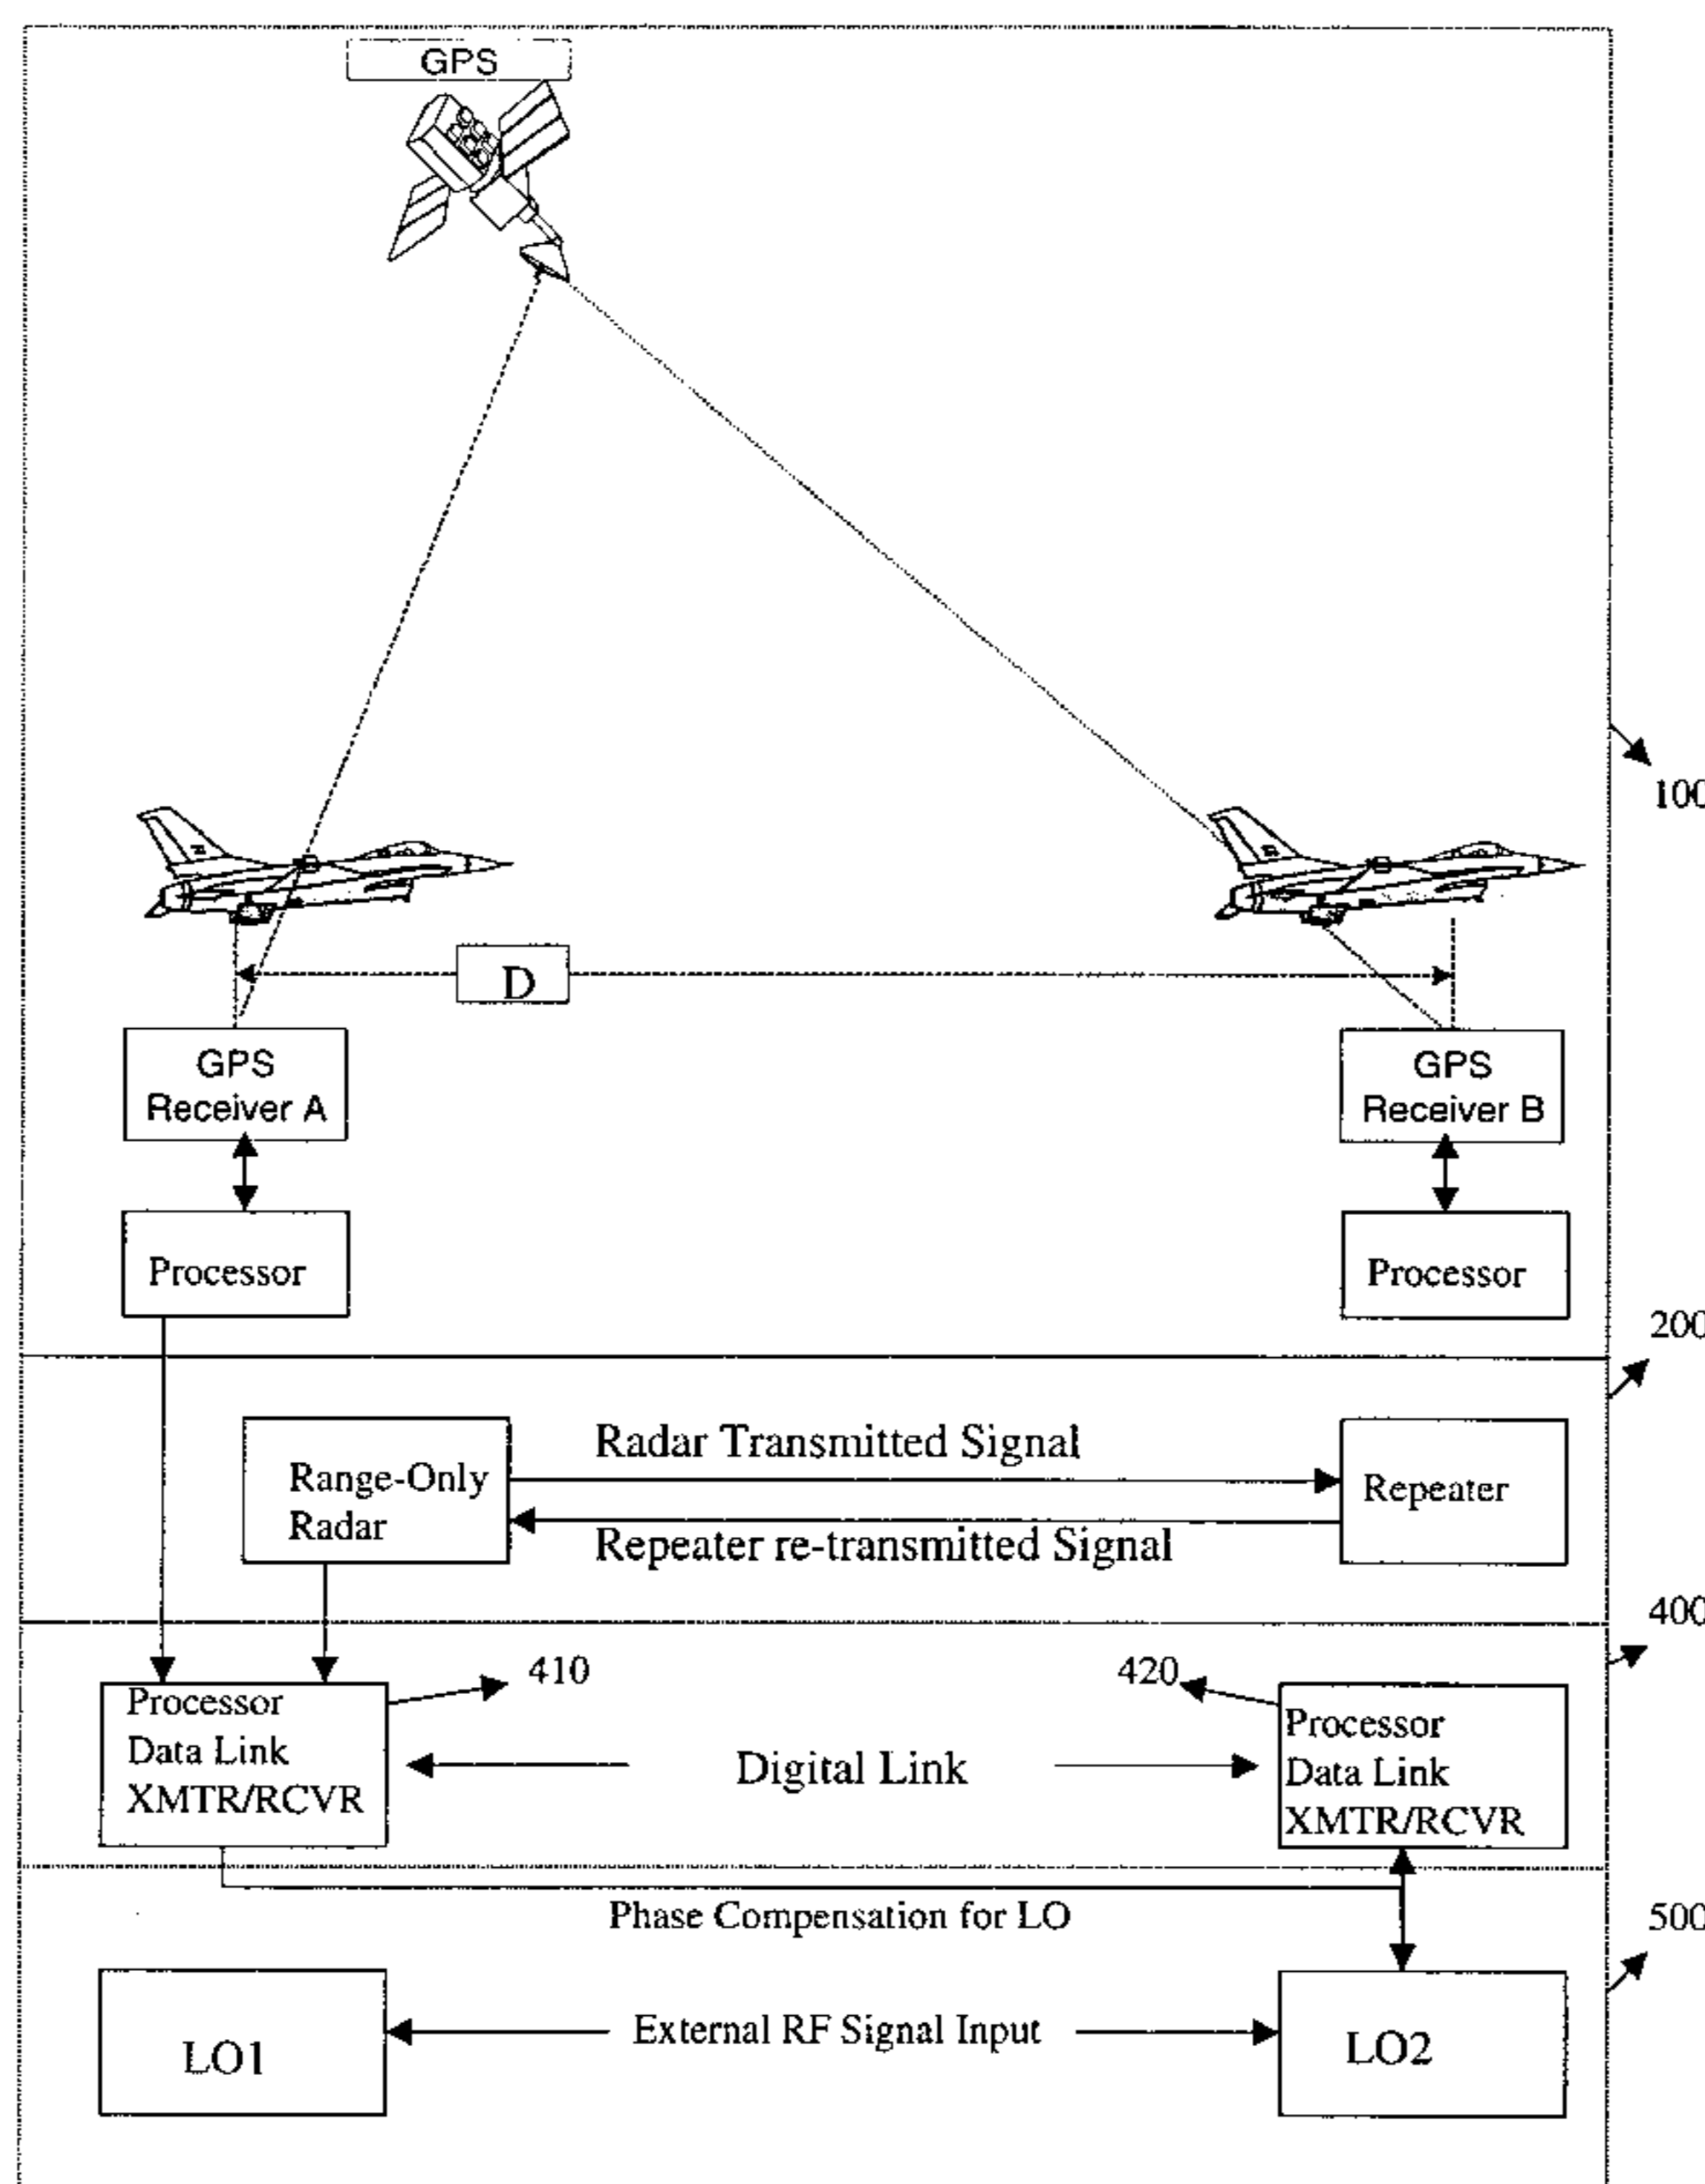 GPS
100
D
GPS
Receiver A
GPS
Receiver B
Processor
Processor
200
Radar Transmitted Signal
Range-Only
Radar
Repeater
Repeater re-transmitted Signal
400
410
420
Processor
Data Link
XMTR/RCVR
Digital Link
Processor
Data Link
XMTR/RCVR
Phase Compensation for LO
500
LO1
External RF Signal Input
LO2